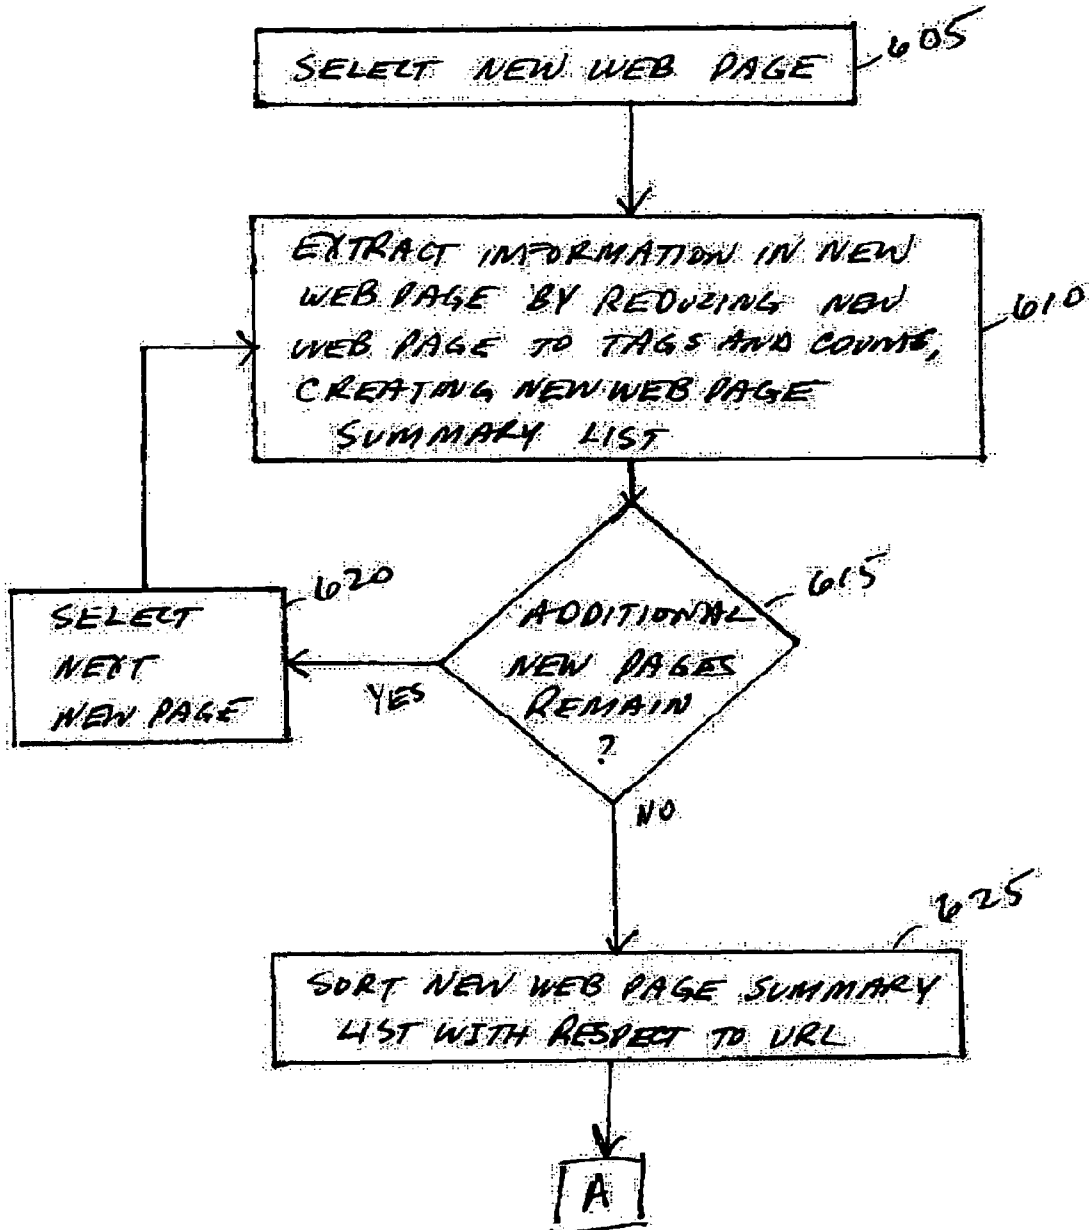 SELECT NEW WEB PAGE
605
EXTRACT INFORMATION IN NEW
WEB PAGE BY REDUCING NEW
WEB PAGE TO TAGS AND COUNTS,
CREATING NEW WEB PAGE
SUMMARY LIST
610
ADDITIONAL
NEW PAGES
REMAIN
?
615
YES
NO
620
SELECT
NEXT
NEW PAGE
625
SORT NEW WEB PAGE SUMMARY
LIST WITH RESPECT TO URL
A